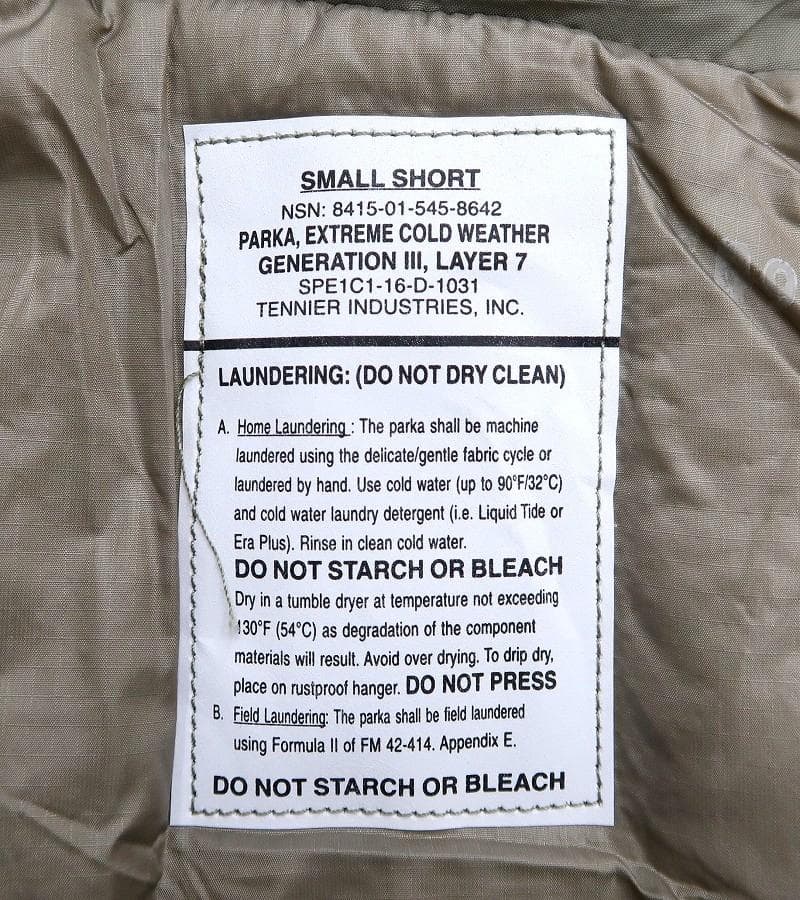 SMALL SHORT
NSN: 8415-01-545-8642
PARKA, EXTREME COLD WEATHER
GENERATION III, LAYER 7
SPE1C1-16-D-1031
TENNIER INDUSTRIES, INC.
LAUNDERING: (DO NOT DRY CLEAN)
A. Home Laundering : The parka shall be machine
laundered using the delicate/gentle fabric cycle or
laundered by hand. Use cold water (up to 90°F/32°C)
and cold water laundry detergent (i.e. Liquid Tide or
Era Plus). Rinse in clean cold water.
DO NOT STARCH OR BLEACH
Dry in a tumble dryer at temperature not exceeding
130°F (54°C) as degradation of the component
materials will result. Avoid over drying. To drip dry,
place on rustproof hanger. DO NOT PRESS
B. Field Laundering: The parka shall be field laundered
using Formula II of FM 42-414. Appendix E.
DO NOT STARCH OR BLEACH